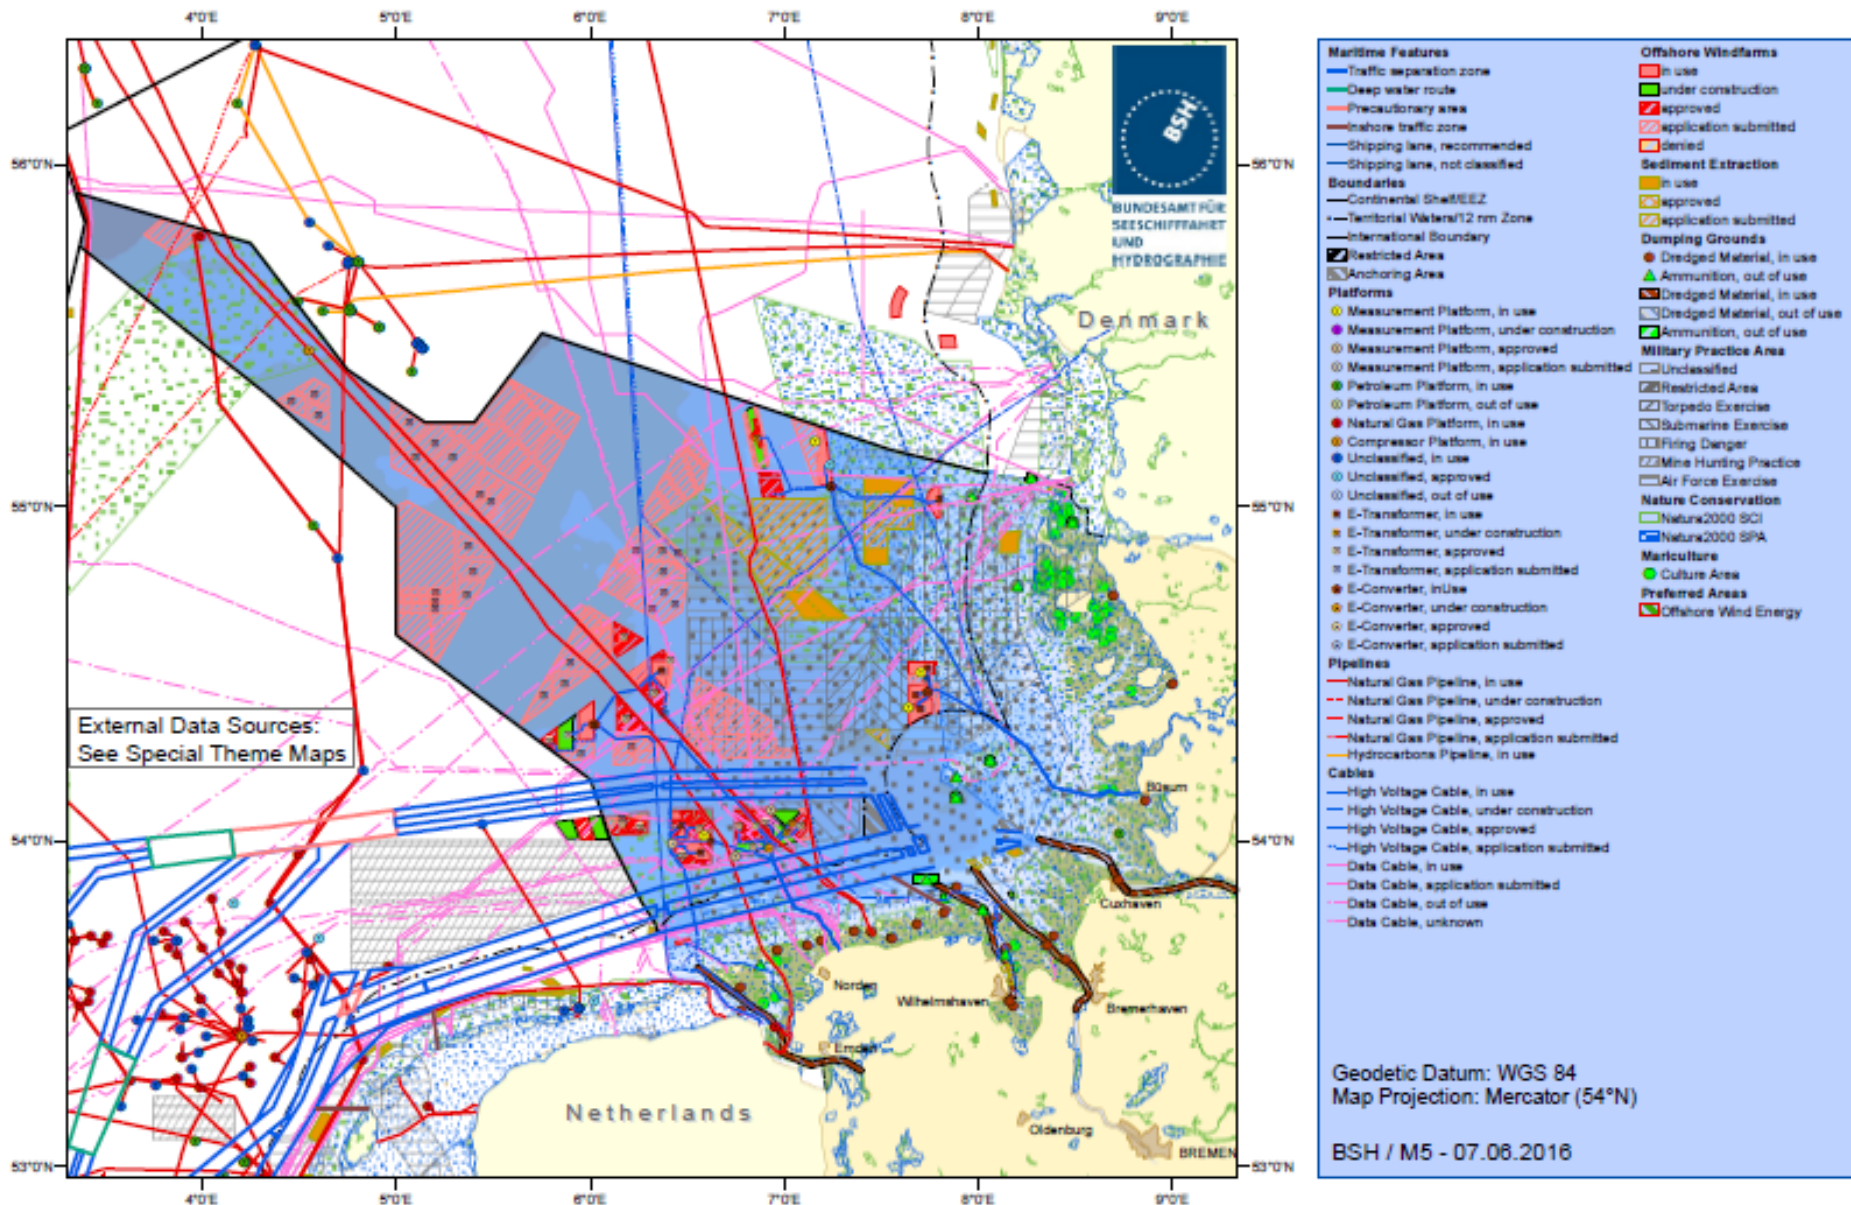 4°0'E 5°0'E 6°0'E 7°0'E 8°0'E 9°0'E
56°0'N
56°0'N
55°0'N
55°0'N
54°0'N
54°0'N
53°0'N
53°0'N
BSH
BUNDESAMT FÜR
SEESCHIFFFAHRT
UND
HYDROGRAPHIE
Denmark
External Data Sources:
See Special Theme Maps
Büsum
Cuxhaven
Norden
Wilhelmshaven
Bremerhaven
Emden
Netherlands
Oldenburg
BREMEN
4°0'E 5°0'E 6°0'E 7°0'E 8°0'E 9°0'E
Maritime Features
Traffic separation zone
Deep water route
Precautionary area
Inshore traffic zone
Shipping lane, recommended
Shipping lane, not classified
Boundaries
Continental Shelf/EEZ
Territorial Waters/12 nm Zone
International Boundary
Restricted Area
Anchoring Area
Platforms
Measurement Platform, in use
Measurement Platform, under construction
Measurement Platform, approved
Measurement Platform, application submitted
Petroleum Platform, in use
Petroleum Platform, out of use
Natural Gas Platform, in use
Compressor Platform, in use
Unclassified, in use
Unclassified, approved
Unclassified, out of use
E-Transformer, in use
E-Transformer, under construction
E-Transformer, approved
E-Transformer, application submitted
E-Converter, InUse
E-Converter, under construction
E-Converter, approved
E-Converter, application submitted
Pipelines
Natural Gas Pipeline, in use
Natural Gas Pipeline, under construction
Natural Gas Pipeline, approved
Natural Gas Pipeline, application submitted
Hydrocarbons Pipeline, in use
Cables
High Voltage Cable, in use
High Voltage Cable, under construction
High Voltage Cable, approved
High Voltage Cable, application submitted
Data Cable, in use
Data Cable, application submitted
Data Cable, out of use
Data Cable, unknown
Offshore Windfarms
in use
under construction
approved
application submitted
denied
Sediment Extraction
in use
approved
application submitted
Dumping Grounds
Dredged Material, in use
Ammunition, out of use
Dredged Material, in use
Dredged Material, out of use
Ammunition, out of use
Military Practice Area
Unclassified
Restricted Area
Torpedo Exercise
Submarine Exercise
Firing Danger
Mine Hunting Practice
Air Force Exercise
Nature Conservation
Natura2000 SCI
Natura2000 SPA
Mariculture
Culture Area
Preferred Areas
Offshore Wind Energy
Geodetic Datum: WGS 84
Map Projection: Mercator (54°N)
BSH / M5 - 07.06.2016